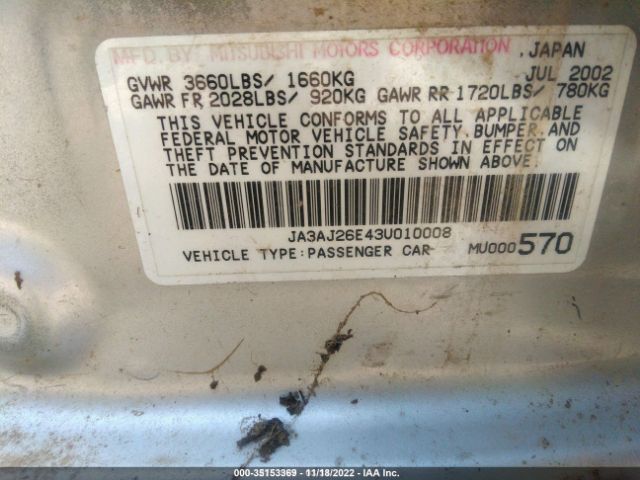 MFD. BY: MITSUBISHI MOTORS CORPORATION , JAPAN
GVWR 3660LBS/ 1660KG JUL 2002
GAWR FR 2028LBS/ 920KG GAWR RR 1720LBS/ 780KG
THIS VEHICLE CONFORMS TO ALL APPLICABLE
FEDERAL MOTOR VEHICLE SAFETY, BUMPER, AND
THEFT PREVENTION STANDARDS IN EFFECT ON
THE DATE OF MANUFACTURE SHOWN ABOVE.
JA3AJ26E43U010008
VEHICLE TYPE:PASSENGER CAR MU000570
000-35153369 - 11/18/2022 - IAA Inc.